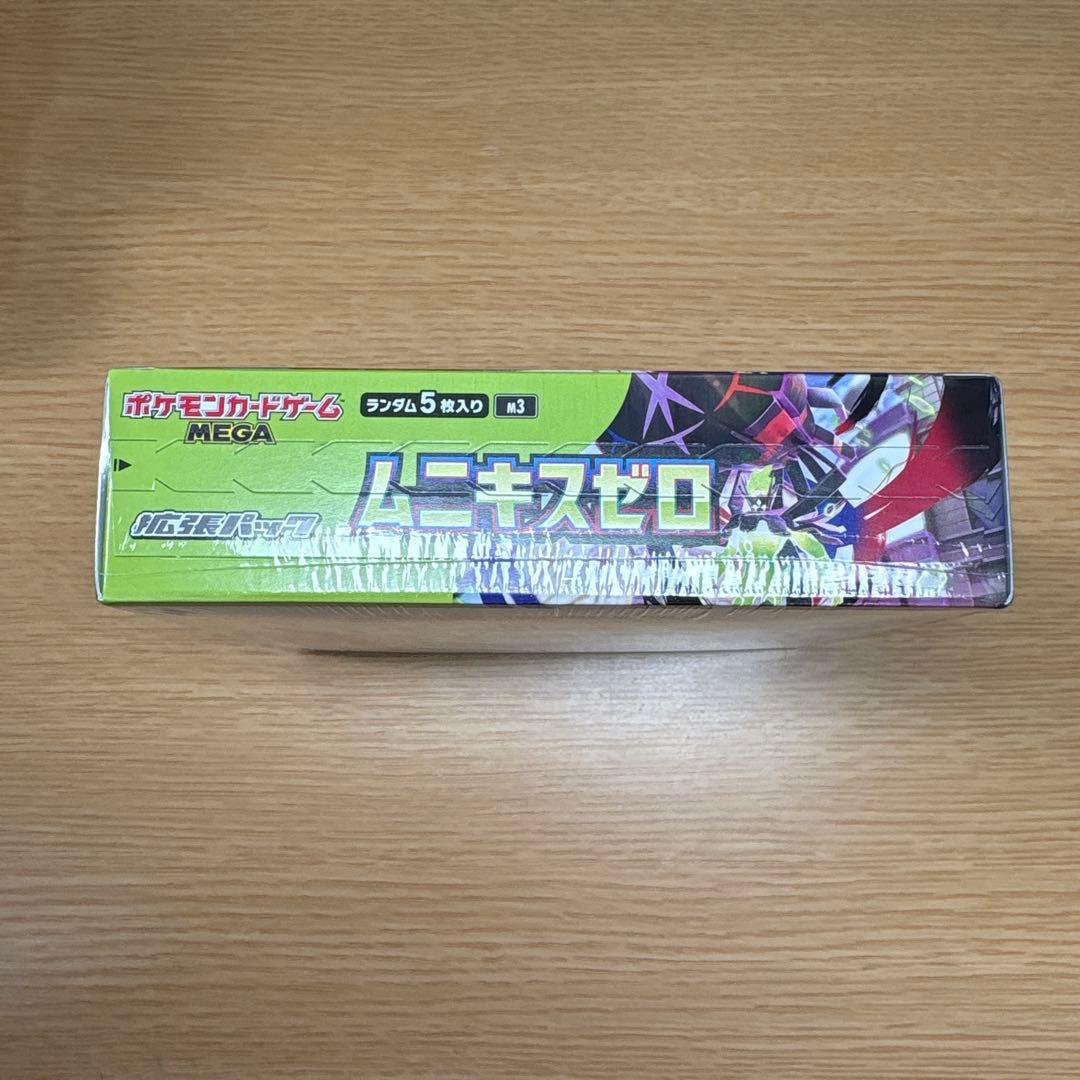 ポケモンカードゲーム
MEGA
ランダム5枚入り M3
ムニキスゼロ
拡張パック